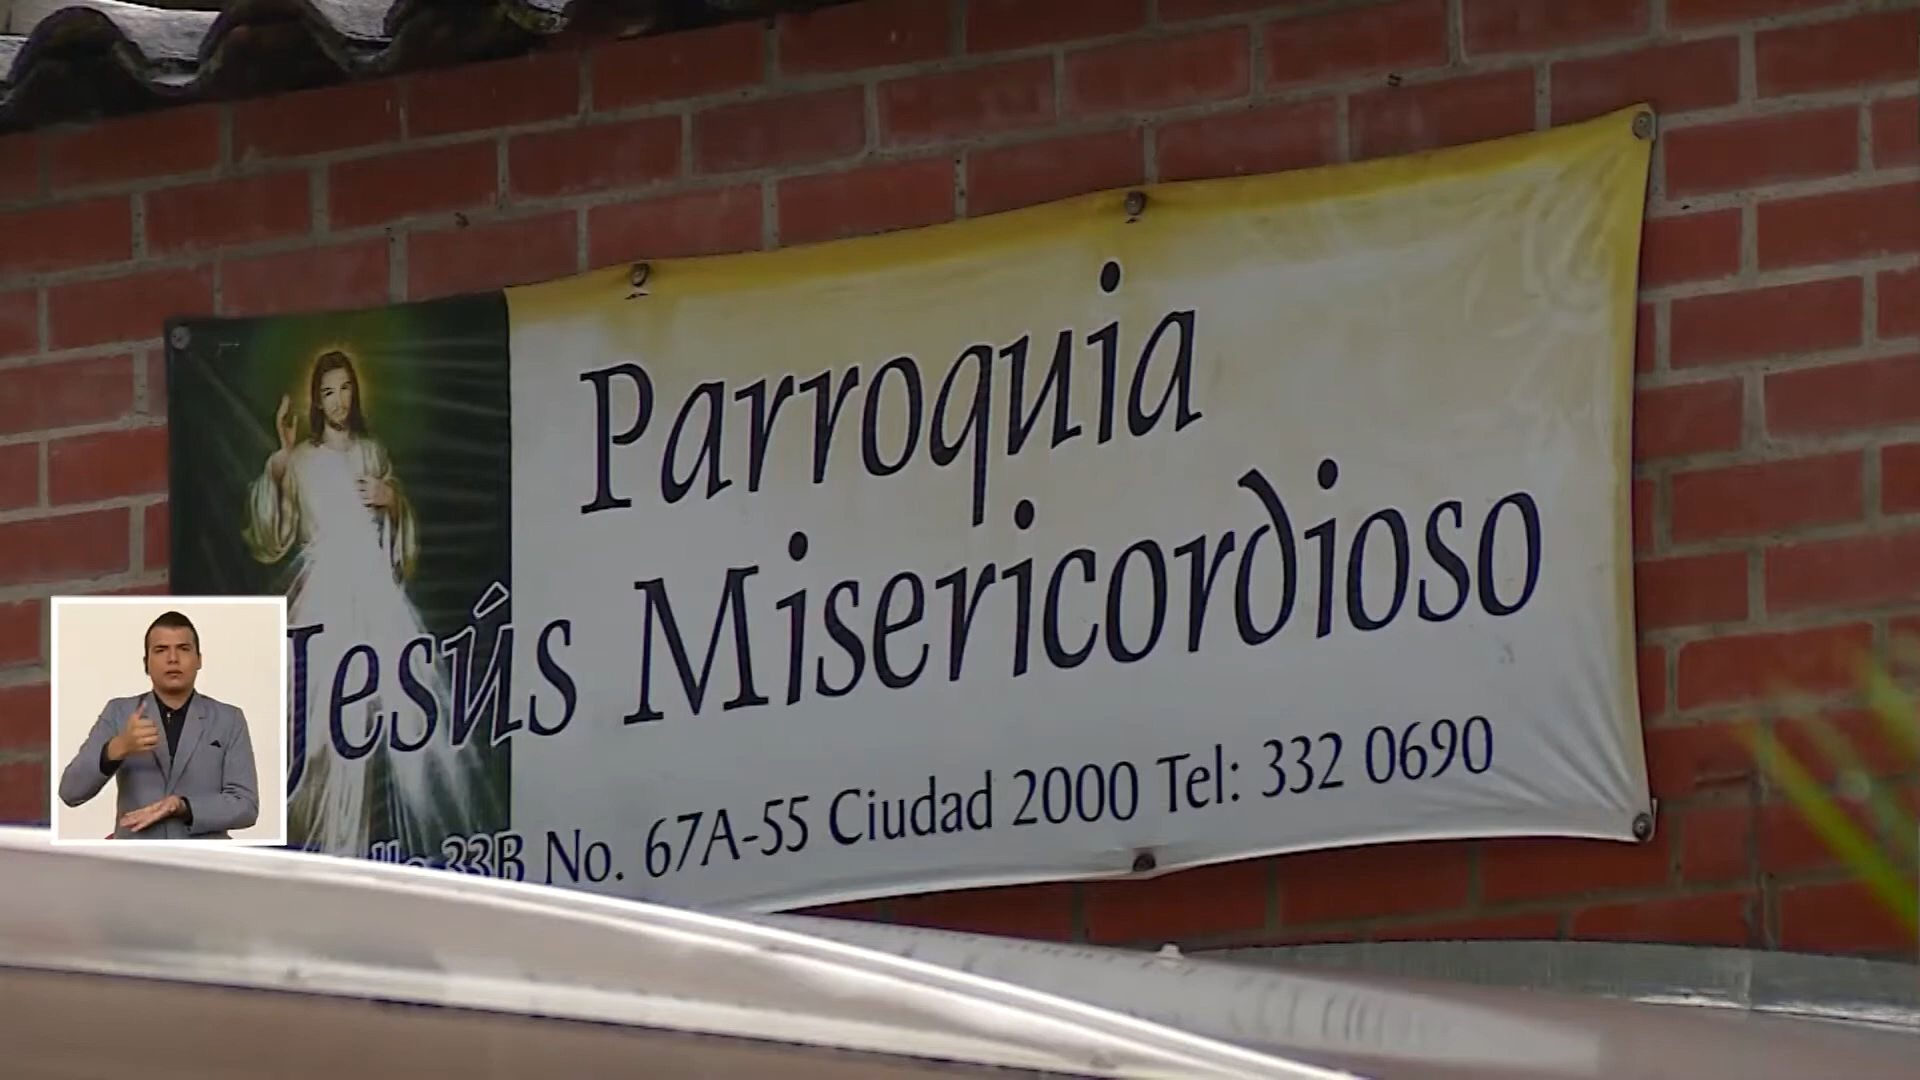 Parroquia
Jesús Misericordioso
33B No. 67A-55 Ciudad 2000 Tel: 332 0690